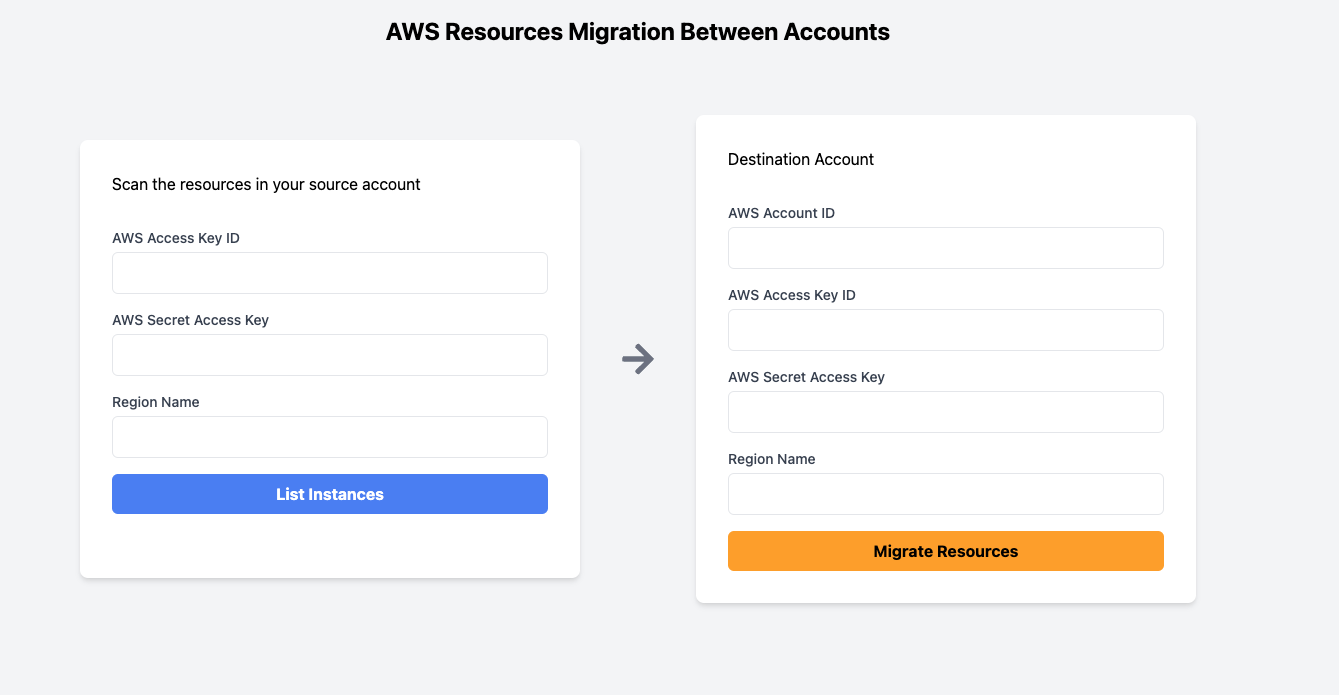 AWS Resources Migration Between Accounts
Scan the resources in your source account
AWS Access Key ID
AWS Secret Access Key
Region Name
List Instances
Destination Account
AWS Account ID
AWS Access Key ID
AWS Secret Access Key
Region Name
Migrate Resources